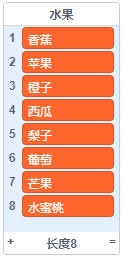 水果
1 香蕉
2 苹果
3 橙子
4 西瓜
5 梨子
6 葡萄
7 芒果
8 水蜜桃
+ 长度8 =